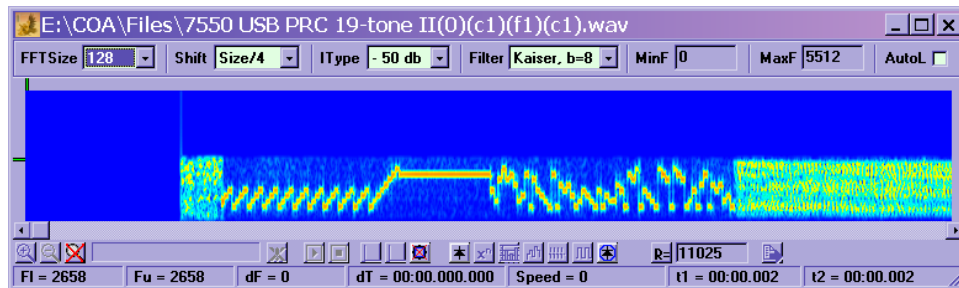 E:\COA\Files\7550 USB PRC 19-tone II(0)(c1)(f1)(c1).wav
FFTSize 128 Shift Size/4 IType - 50 db Filter Kaiser, b=8 MinF 0 MaxF 5512 AutoL
R= 11025
Fl = 2658 Fu = 2658 dF = 0 dT = 00:00.000.000 Speed = 0 t1 = 00:00.002 t2 = 00:00.002